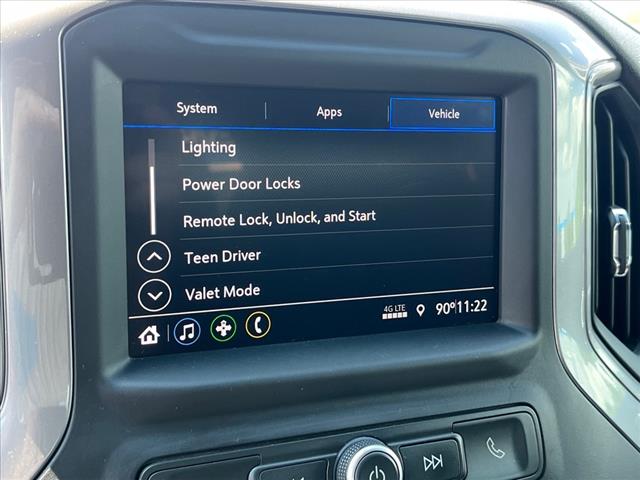 System Apps Vehicle
Lighting
Power Door Locks
Remote Lock, Unlock, and Start
Teen Driver
Valet Mode
4G LTE
90° 11:22